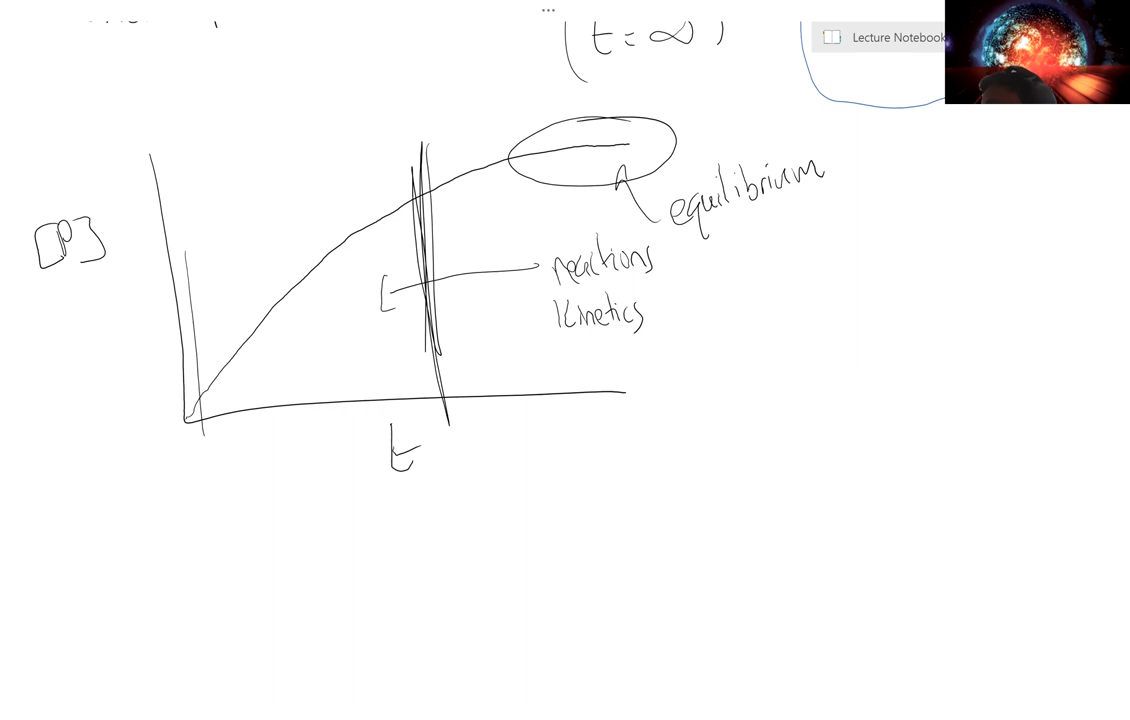 (t = ∞)
Lecture Notebook
[P]
equilibrium
reactions
kinetics
t